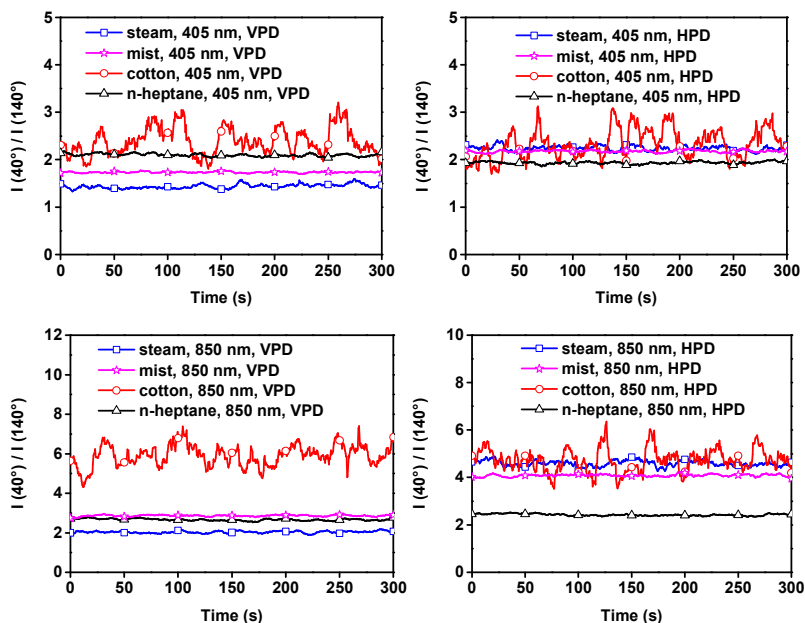 steam, 405 nm, VPD
mist, 405 nm, VPD
cotton, 405 nm, VPD
n-heptane, 405 nm, VPD
I (40°) / I (140°)
5
4
3
2
1
0
0 50 100 150 200 250 300
Time (s)
steam, 405 nm, HPD
mist, 405 nm, HPD
cotton, 405 nm, HPD
n-heptane, 405 nm, HPD
I (40°) / I (140°)
5
4
3
2
1
0
0 50 100 150 200 250 300
Time (s)
steam, 850 nm, VPD
mist, 850 nm, VPD
cotton, 850 nm, VPD
n-heptane, 850 nm, VPD
I (40°) / I (140°)
12
10
8
6
4
2
0
0 50 100 150 200 250 300
Time (s)
steam, 850 nm, HPD
mist, 850 nm, HPD
cotton, 850 nm, HPD
n-heptane, 850 nm, HPD
I (40°) / I (140°)
10
8
6
4
2
0
0 50 100 150 200 250 300
Time (s)